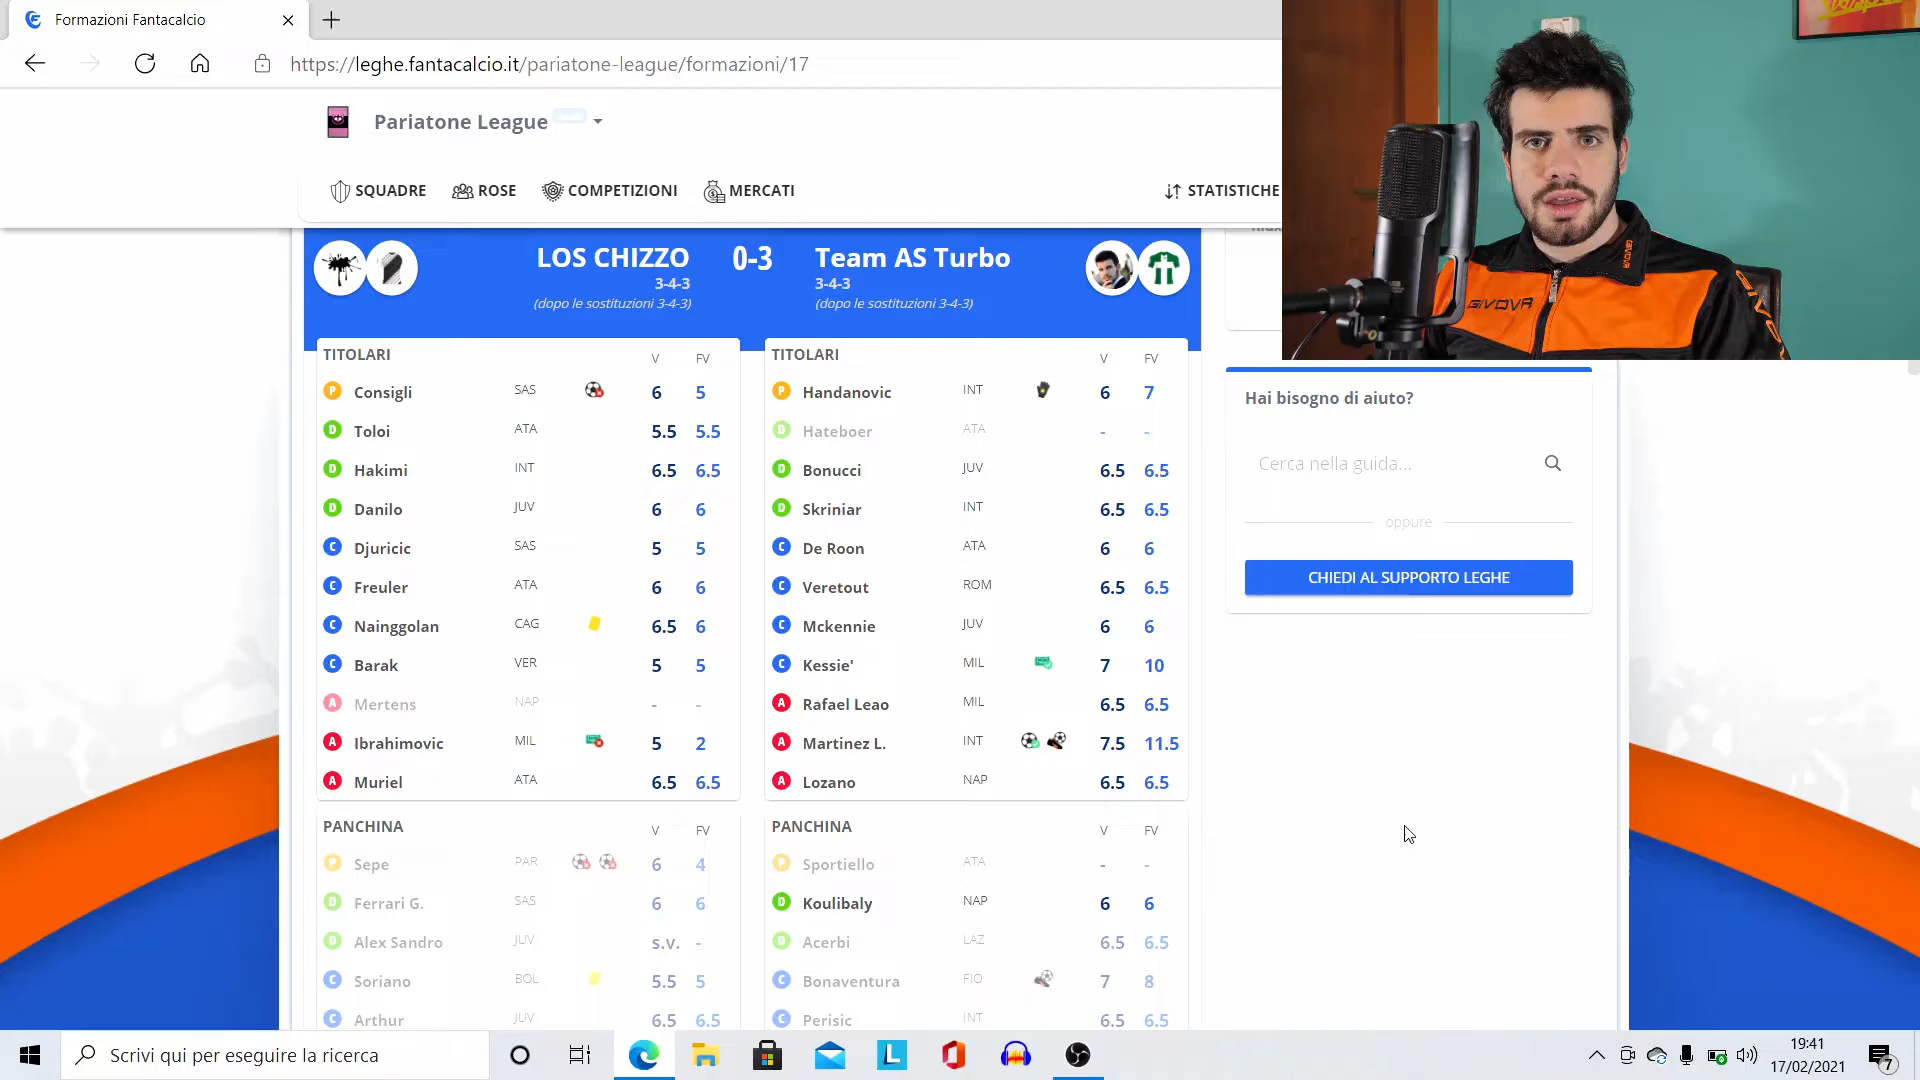 Formazioni Fantacalcio
https://leghe.fantacalcio.it/pariatone-league/formazioni/17
Pariatone League
SQUADRE ROSE COMPETIZIONI MERCATI STATISTICHE
LOS CHIZZO 0-3 Team AS Turbo
3-4-3 3-4-3
(dopo le sostituzioni 3-4-3) (dopo le sostituzioni 3-4-3)
TITOLARI V FV
P Consigli SAS 6 5
D Toloi ATA 5.5 5.5
D Hakimi INT 6.5 6.5
D Danilo JUV 6 6
C Djuricic SAS 5 5
C Freuler ATA 6 6
C Nainggolan CAG 6.5 6
C Barak VER 5 5
A Mertens NAP - -
A Ibrahimovic MIL 5 2
A Muriel ATA 6.5 6.5
PANCHINA V FV
P Sepe PAR 6 4
D Ferrari G. SAS 6 6
D Alex Sandro JUV s.v. -
C Soriano BOL 5.5 5
C Arthur JUV 6.5 6.5
TITOLARI V FV
P Handanovic INT 6 7
D Hateboer ATA - -
D Bonucci JUV 6.5 6.5
D Skriniar INT 6.5 6.5
C De Roon ATA 6 6
C Veretout ROM 6.5 6.5
C Mckennie JUV 6 6
C Kessie' MIL 7 10
A Rafael Leao MIL 6.5 6.5
A Martinez L. INT 7.5 11.5
A Lozano NAP 6.5 6.5
PANCHINA V FV
P Sportiello ATA - -
D Koulibaly NAP 6 6
D Acerbi LAZ 6.5 6.5
C Bonaventura FIO 7 8
C Perisic INT 6.5 6.5
Hai bisogno di aiuto?
Cerca nella guida...
oppure
CHIEDI AL SUPPORTO LEGHE
GIVOVA
GIVOVA
Scrivi qui per eseguire la ricerca
L
19:41
17/02/2021
7